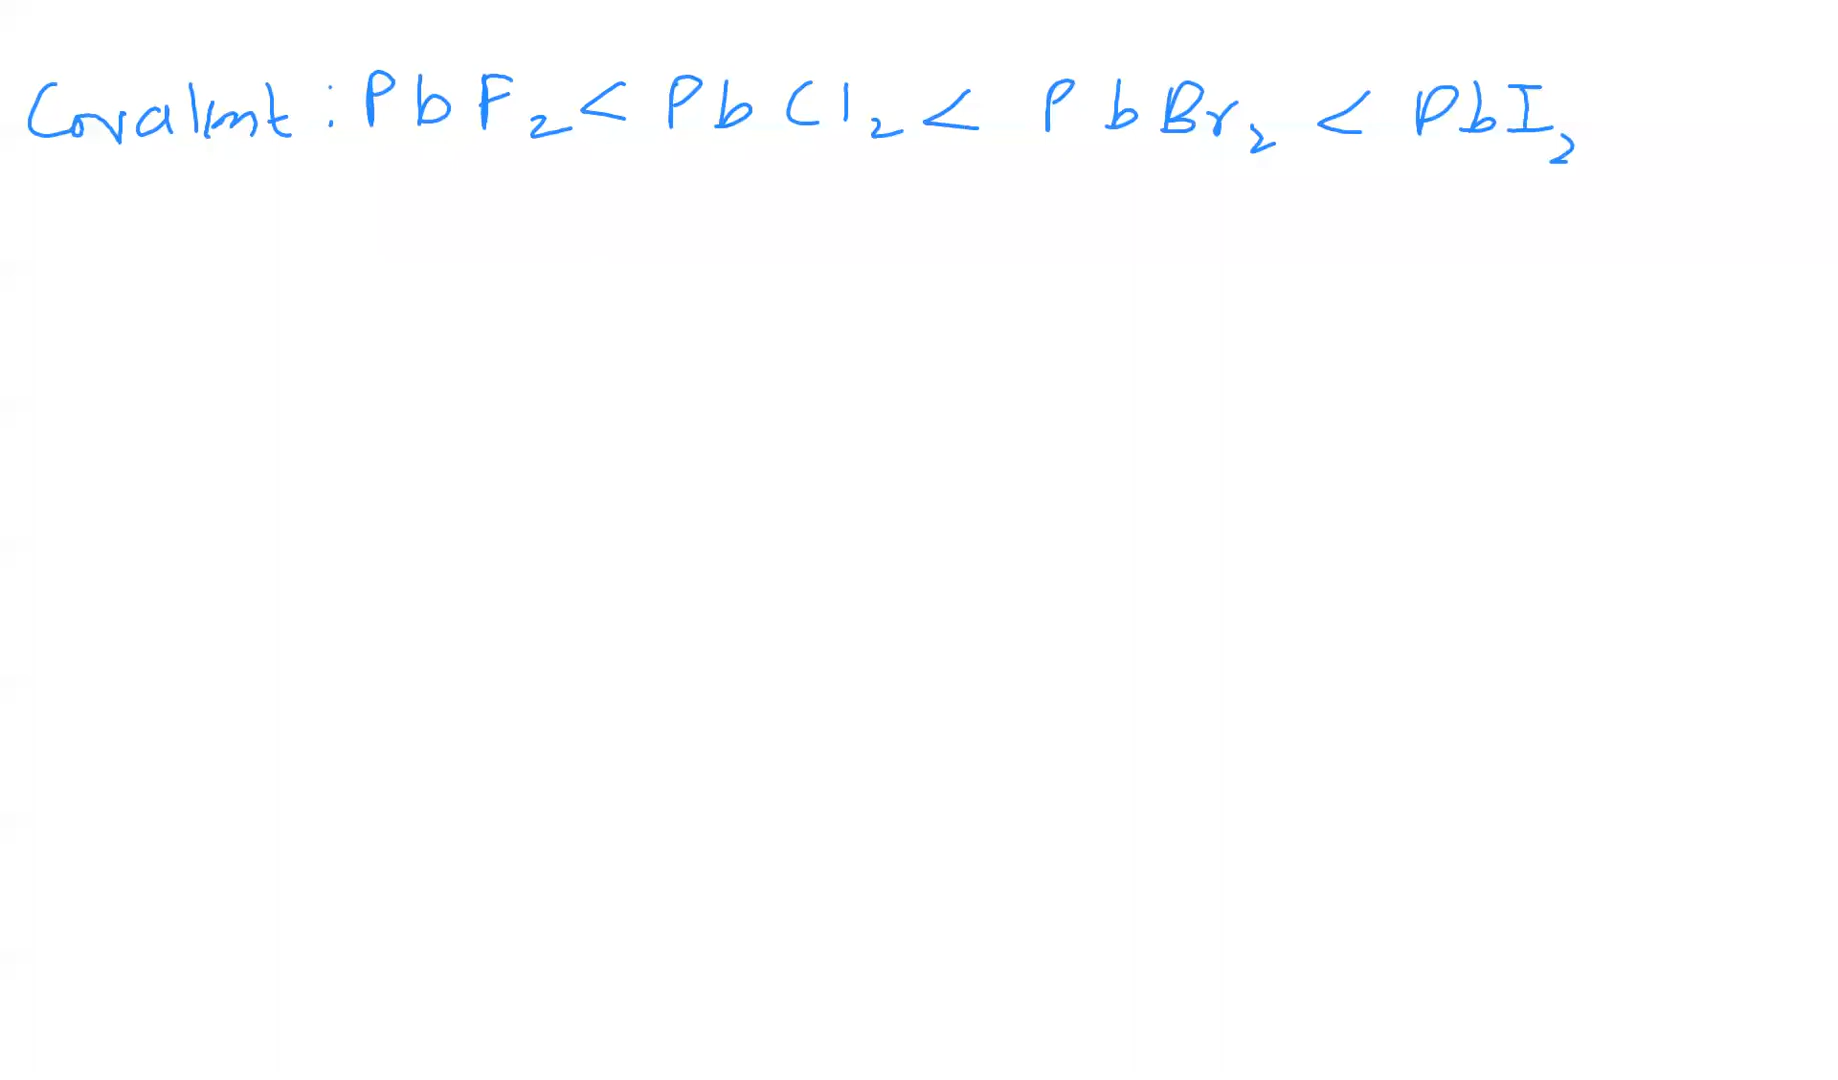 Covalent : PbF₂ < PbCl₂ < PbBr₂ < PbI₂